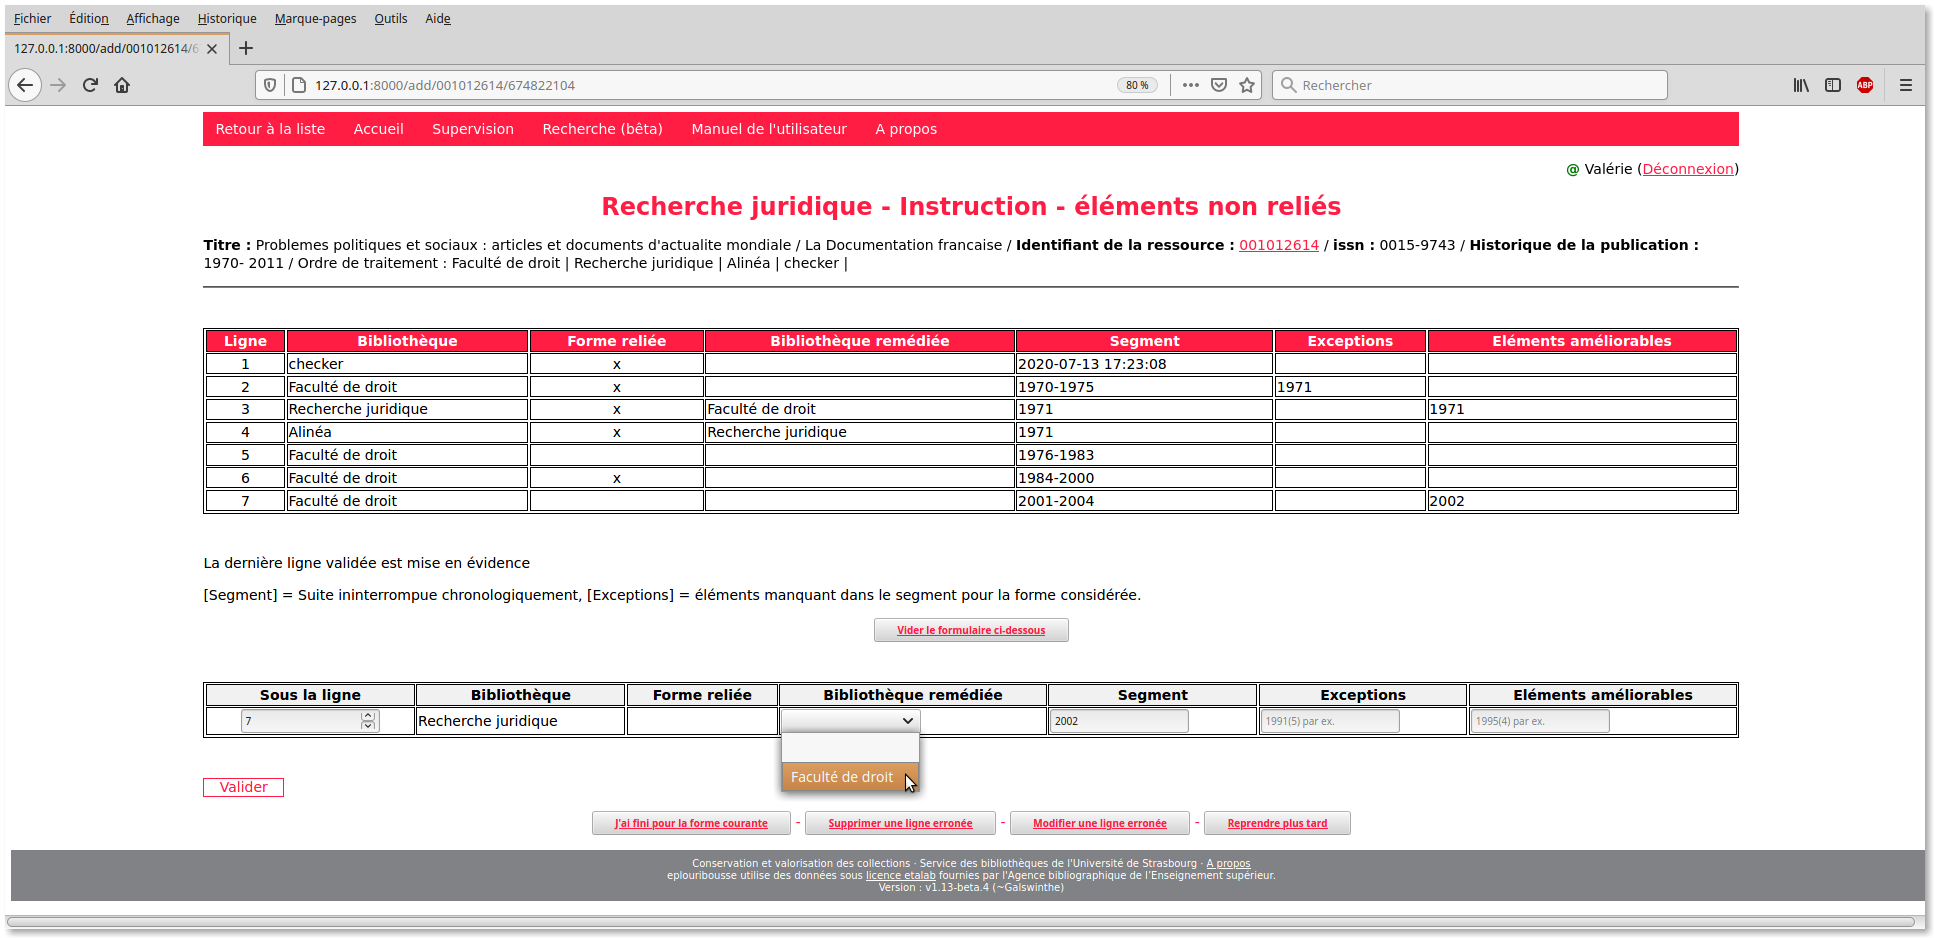 Fichier Édition Affichage Historique Marque-pages Outils Aide
127.0.0.1:8000/add/001012614/6
127.0.0.1:8000/add/001012614/674822104 80 % Rechercher ABP
Retour à la liste Accueil Supervision Recherche (bêta) Manuel de l'utilisateur A propos
@ Valérie (Déconnexion)
Recherche juridique - Instruction - éléments non reliés
Titre : Problemes politiques et sociaux : articles et documents d'actualite mondiale / La Documentation francaise / Identifiant de la ressource : 001012614 / issn : 0015-9743 / Historique de la publication :
1970- 2011 / Ordre de traitement : Faculté de droit | Recherche juridique | Alinéa | checker |
Ligne Bibliothèque Forme reliée Bibliothèque remédiée Segment Exceptions Eléments améliorables
1 checker x 2020-07-13 17:23:08
2 Faculté de droit x 1970-1975 1971
3 Recherche juridique x Faculté de droit 1971 1971
4 Alinéa x Recherche juridique 1971
5 Faculté de droit 1976-1983
6 Faculté de droit x 1984-2000
7 Faculté de droit 2001-2004 2002
La dernière ligne validée est mise en évidence
[Segment] = Suite ininterrompue chronologiquement, [Exceptions] = éléments manquant dans le segment pour la forme considérée.
Vider le formulaire ci-dessous
Sous la ligne Bibliothèque Forme reliée Bibliothèque remédiée Segment Exceptions Eléments améliorables
7 Recherche juridique 2002 1991(5) par ex. 1995(4) par ex.
Faculté de droit
Valider
J'ai fini pour la forme courante - Supprimer une ligne erronée - Modifier une ligne erronée - Reprendre plus tard
Conservation et valorisation des collections · Service des bibliothèques de l'Université de Strasbourg · A propos
eplouribousse utilise des données sous licence etalab fournies par l'Agence bibliographique de l'Enseignement supérieur.
Version : v1.13-beta.4 (~Galswinthe)